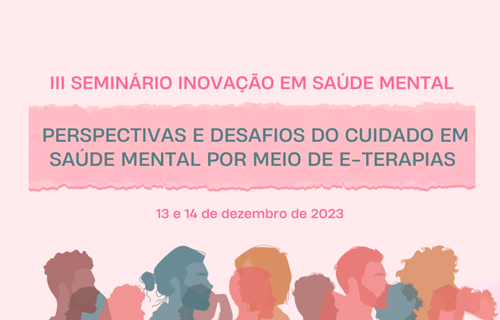 III SEMINÁRIO INOVAÇÃO EM SAÚDE MENTAL
PERSPECTIVAS E DESAFIOS DO CUIDADO EM
SAÚDE MENTAL POR MEIO DE E-TERAPIAS
13 e 14 de dezembro de 2023